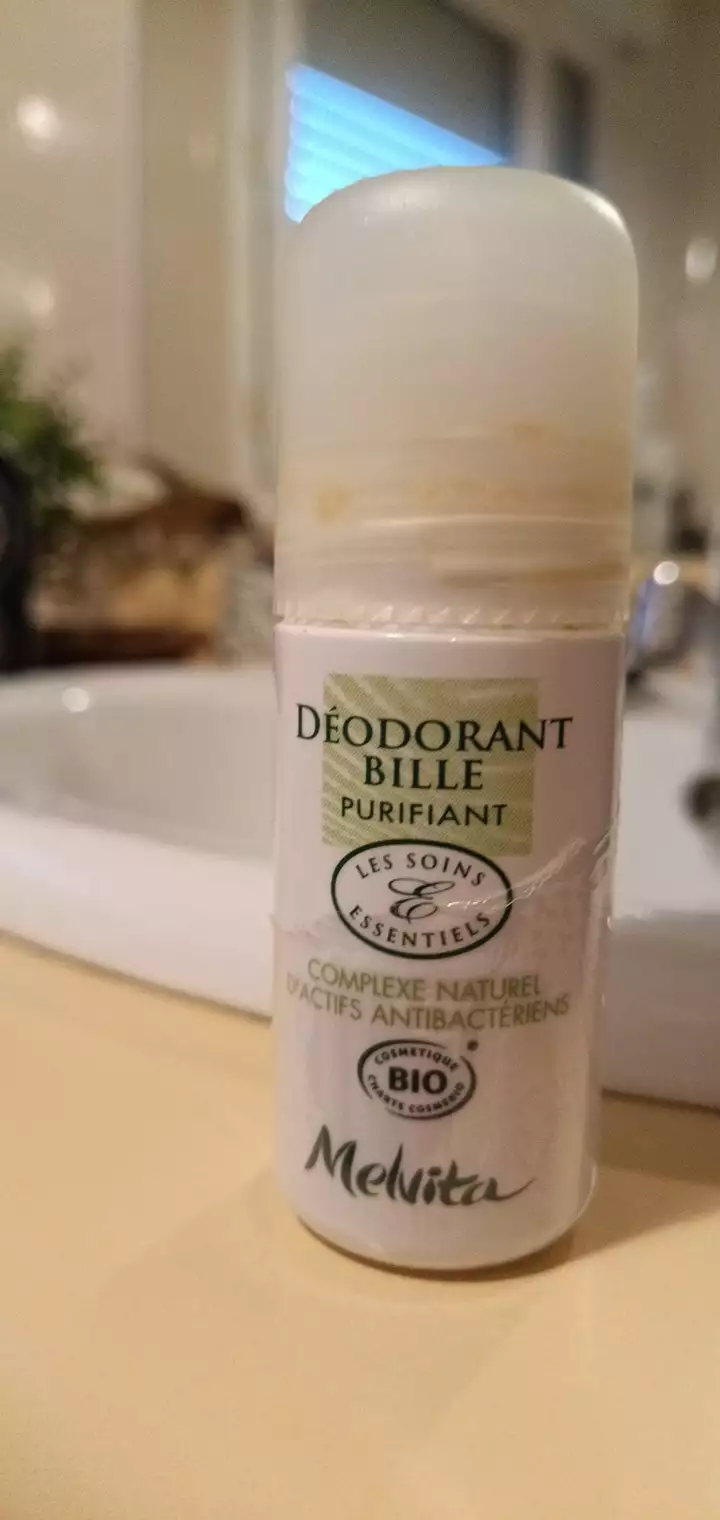 DÉODORANT
BILLE
PURIFIANT
LES SOINS
E
ESSENTIELS
COMPLEXE NATUREL
D'ACTIFS ANTIBACTÉRIENS
COSMETIQUE
BIO
CHARTE COSMEBIO
Melvita